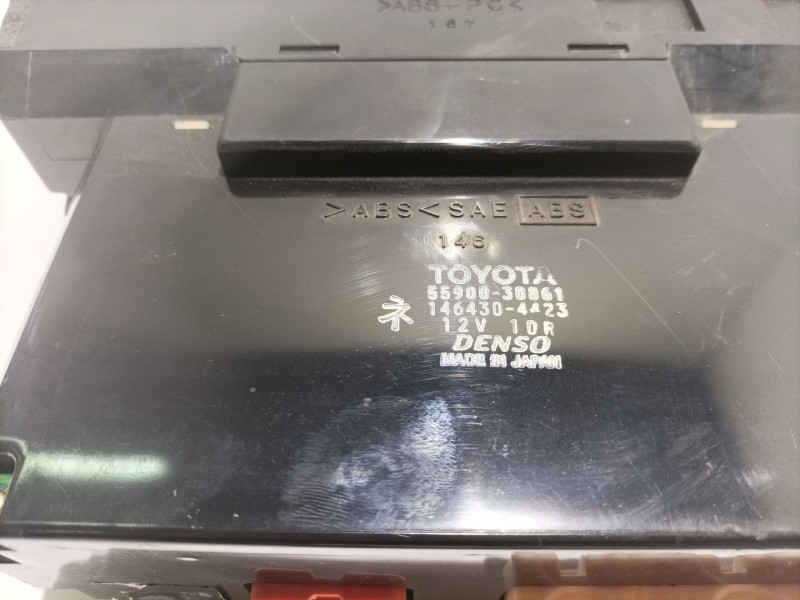 >ABS+PC<
167
>ABS< SAE ABS
146
TOYOTA
55900-30861
ネ 146430-4423
12V 10R
DENSO
MADE IN JAPAN